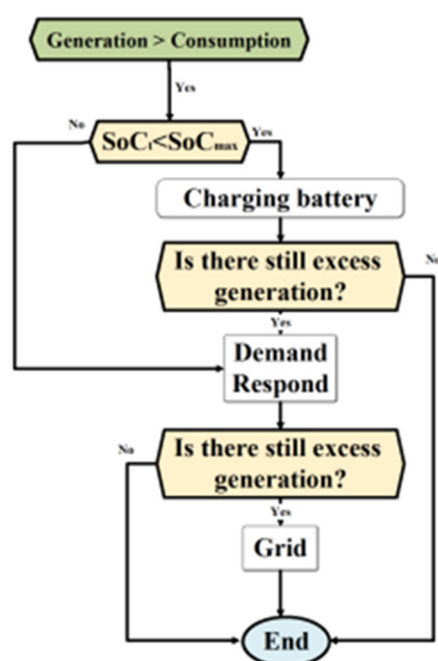 Generation > Consumption
Yes
No
SoCₜ<SoCmax
Yes
Charging battery
Is there still excess
generation?
No
Yes
Demand
Respond
No
Is there still excess
generation?
Yes
Grid
End